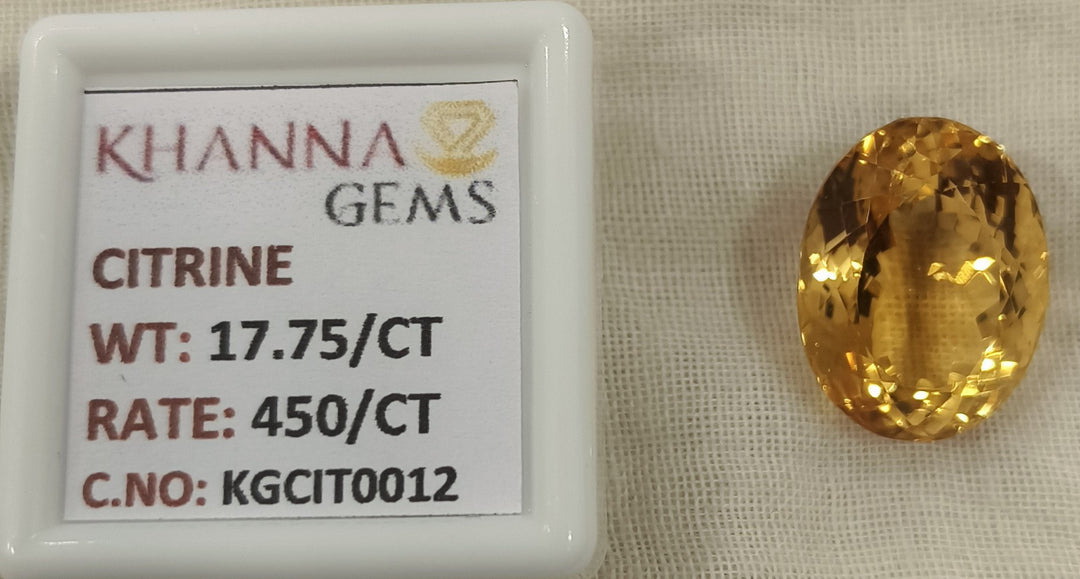 KHANNA
GEMS
CITRINE
WT: 17.75/CT
RATE: 450/CT
C.NO: KGCIT0012